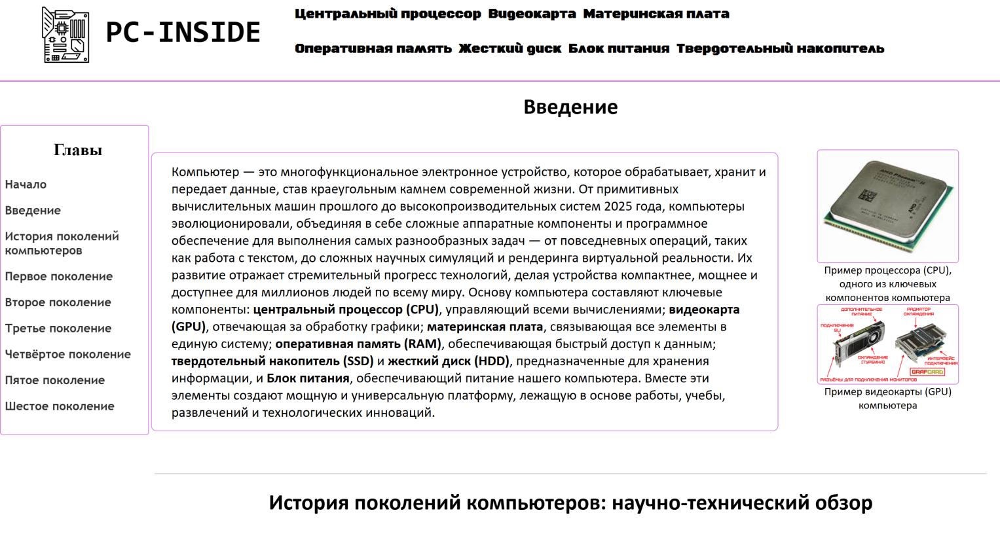 PC-INSIDE
Центральный процессор Видеокарта Материнская плата
Оперативная память Жесткий диск Блок питания Твердотельный накопитель
Введение
Главы
Начало
Введение
История поколений
компьютеров
Первое поколение
Второе поколение
Третье поколение
Четвёртое поколение
Пятое поколение
Шестое поколение
Компьютер — это многофункциональное электронное устройство, которое обрабатывает, хранит и
передает данные, став краеугольным камнем современной жизни. От примитивных
вычислительных машин прошлого до высокопроизводительных систем 2025 года, компьютеры
эволюционировали, объединяя в себе сложные аппаратные компоненты и программное
обеспечение для выполнения самых разнообразных задач — от повседневных операций, таких
как работа с текстом, до сложных научных симуляций и рендеринга виртуальной реальности. Их
развитие отражает стремительный прогресс технологий, делая устройства компактнее, мощнее и
доступнее для миллионов людей по всему миру. Основу компьютера составляют ключевые
компоненты: центральный процессор (CPU), управляющий всеми вычислениями; видеокарта
(GPU), отвечающая за обработку графики; материнская плата, связывающая все элементы в
единую систему; оперативная память (RAM), обеспечивающая быстрый доступ к данным;
твердотельный накопитель (SSD) и жесткий диск (HDD), предназначенные для хранения
информации, и Блок питания, обеспечивающий питание нашего компьютера. Вместе эти
элементы создают мощную и универсальную платформу, лежащую в основе работы, учебы,
развлечений и технологических инноваций.
AMD Phenom II
AMD
Пример процессора (CPU),
одного из ключевых
компонентов компьютера
ДОПОЛНИТЕЛЬНОЕ
ПИТАНИЕ
РАДИАТОР
ОХЛАЖДЕНИЯ
ПОДКЛЮЧЕНИЕ
SLI
ОХЛАЖДЕНИЕ
[ТУРБИНА]
ИНТЕРФЕЙС
ПОДКЛЮЧЕНИЯ
GRAFCARD
РАЗЪЁМЫ ДЛЯ ПОДКЛЮЧЕНИЯ МОНИТОРОВ
Пример видеокарты (GPU)
компьютера
История поколений компьютеров: научно-технический обзор